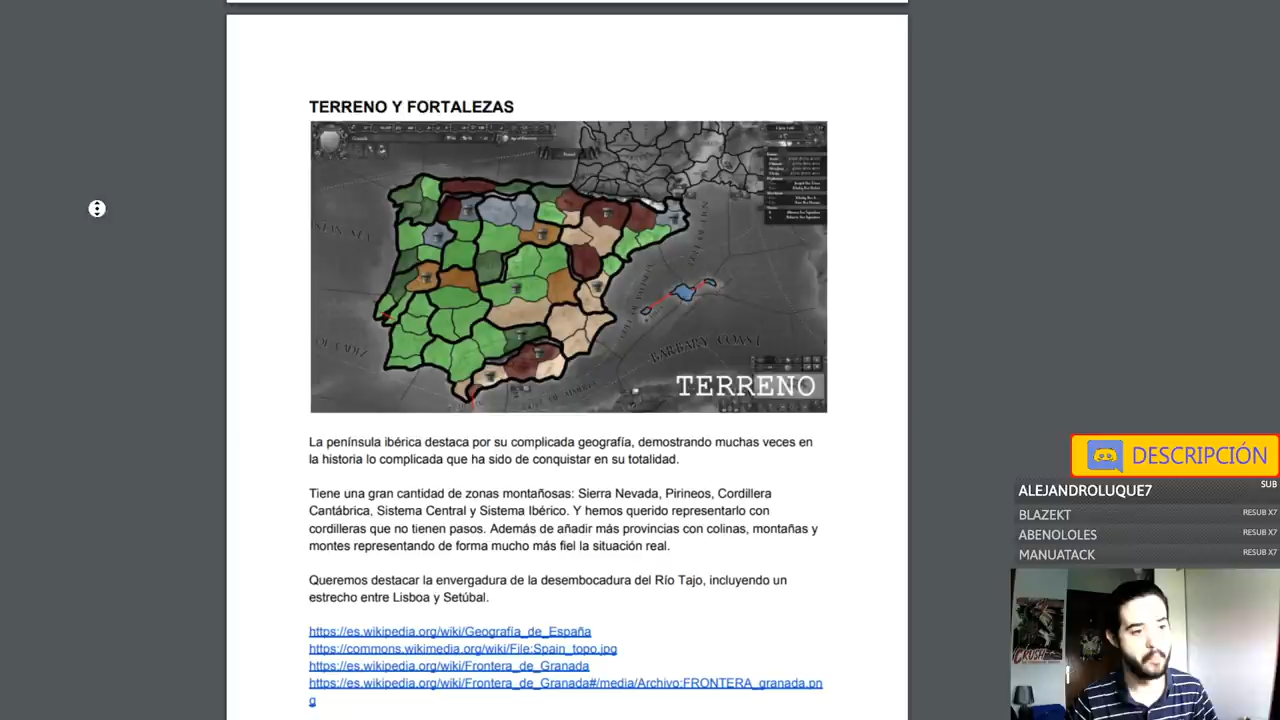 TERRENO Y FORTALEZAS
GULF OF VALENCIA
OF CADIZ
BARBARY COAST
TERRENO
La península ibérica destaca por su complicada geografía, demostrando muchas veces en
la historia lo complicada que ha sido de conquistar en su totalidad.
Tiene una gran cantidad de zonas montañosas: Sierra Nevada, Pirineos, Cordillera
Cantábrica, Sistema Central y Sistema Ibérico. Y hemos querido representarlo con
cordilleras que no tienen pasos. Además de añadir más provincias con colinas, montañas y
montes representando de forma mucho más fiel la situación real.
Queremos destacar la envergadura de la desembocadura del Río Tajo, incluyendo un
estrecho entre Lisboa y Setúbal.
https://es.wikipedia.org/wiki/Geografía_de_España
https://commons.wikimedia.org/wiki/File:Spain_topo.jpg
https://es.wikipedia.org/wiki/Frontera_de_Granada
https://es.wikipedia.org/wiki/Frontera_de_Granada#/media/Archivo:FRONTERA_granada.pn
g
DESCRIPCIÓN
ALEJANDROLUQUE7 SUB
BLAZEKT RESUB X7
ABENOLOLES RESUB X7
MANUATACK RESUB X7
CRUSH